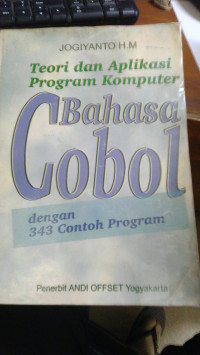 JOGIYANTO H.M
Teori dan Aplikasi
Program Komputer
Bahasa
Cobol
dengan
343 Contoh Program
Penerbit ANDI OFFSET Yogyakarta